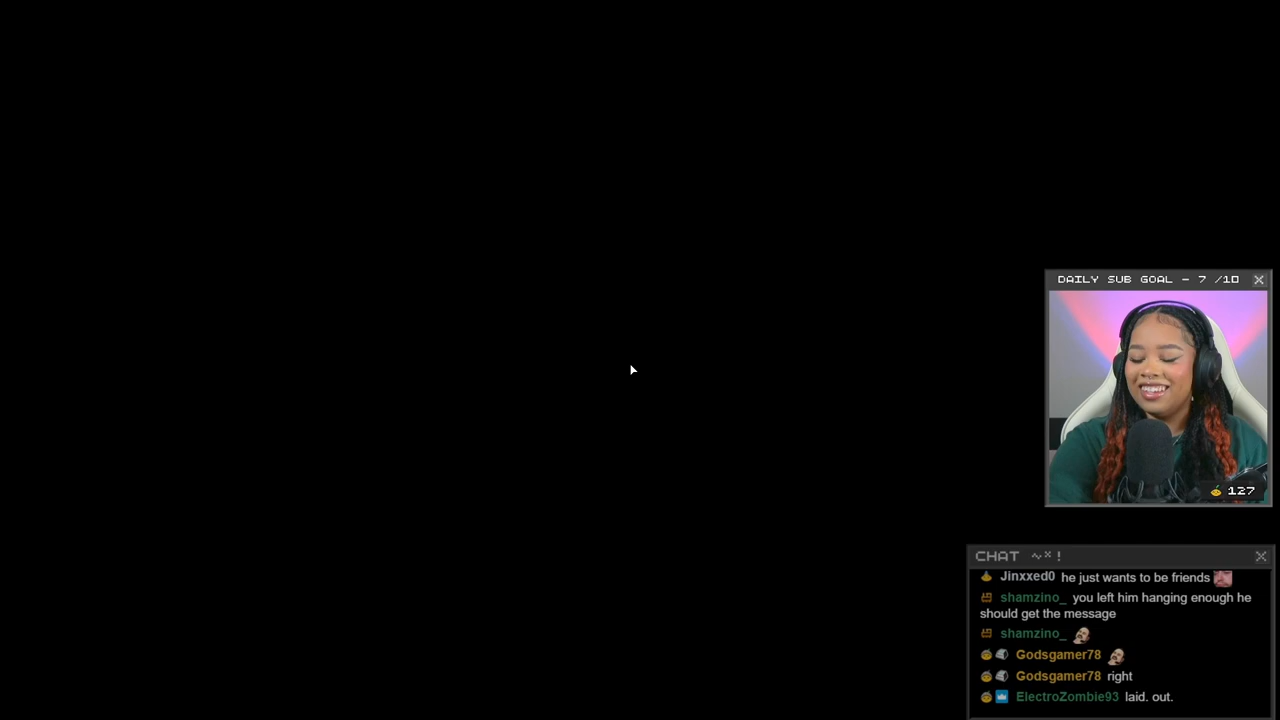 DAILY SUB GOAL - 7 /10
127
CHAT ~× !
Jinxxed0 he just wants to be friends
shamzino_ you left him hanging enough he
should get the message
shamzino_
Godsgamer78
Godsgamer78 right
ElectroZombie93 laid. out.